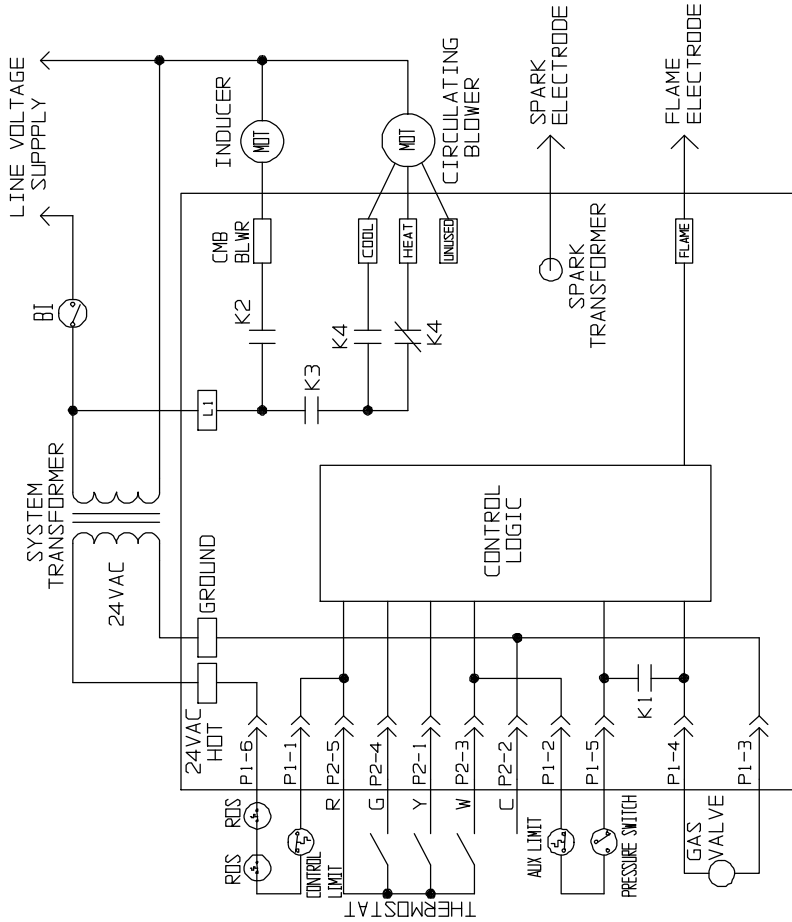 LINE VOLTAGE
SUPPPLY
BI
SYSTEM
TRANSFORMER
24VAC
INDUCER
MOT
CIRCULATING
BLOWER
MOT
SPARK
ELECTRODE
FLAME
ELECTRODE
CMB
BLWR
COOL
HEAT
UNUSED
SPARK
TRANSFORMER
FLAME
K2
K3
K4
K4
L1
CONTROL
LOGIC
GROUND
24VAC
HOT
P1-6
P1-1
P2-5
P2-4
P2-1
P2-3
P2-2
P1-2
P1-5
K1
P1-4
P1-3
ROS
ROS
CONTROL
LIMIT
R
G
Y
W
C
THERMOSTAT
AUX LIMIT
PRESSURE SWITCH
GAS
VALVE